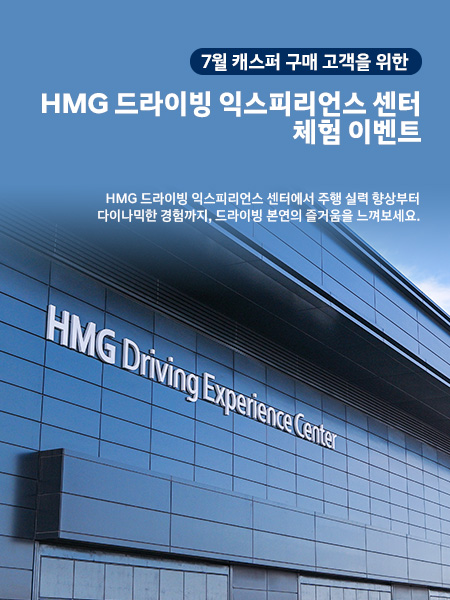 7월 캐스퍼 구매 고객을 위한
HMG 드라이빙 익스피리언스 센터
체험 이벤트
HMG 드라이빙 익스피리언스 센터에서 주행 실력 향상부터
다이나믹한 경험까지, 드라이빙 본연의 즐거움을 느껴보세요.
HMG Driving Experience Center